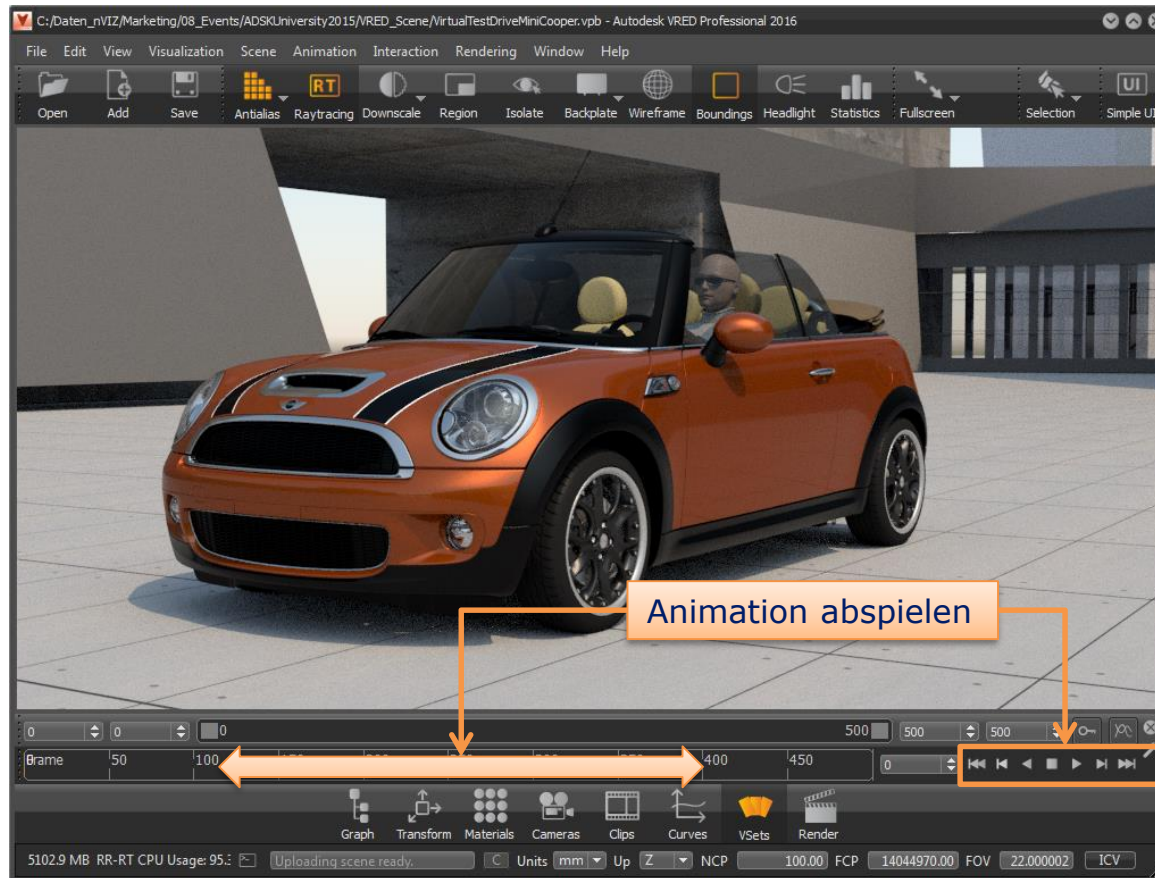 C:/Daten_nVIZ/Marketing/08_Events/ADSKUniversity2015/VRED_Scene/VirtualTestDriveMiniCooper.vpb - Autodesk VRED Professional 2016
File Edit View Visualization Scene Animation Interaction Rendering Window Help
RT UI
Open Add Save Antialias Raytracing Downscale Region Isolate Backplate Wireframe Boundings Headlight Statistics Fullscreen Selection Simple UI
Animation abspielen
0 0 0 500 500 500
Frame 50 100 400 450 0
Graph Transform Materials Cameras Clips Curves VSets Render
5102.9 MB RR-RT CPU Usage: 95.: Uploading scene ready. C Units mm Up Z NCP 100.00 FCP 14044970.00 FOV 22.000002 ICV